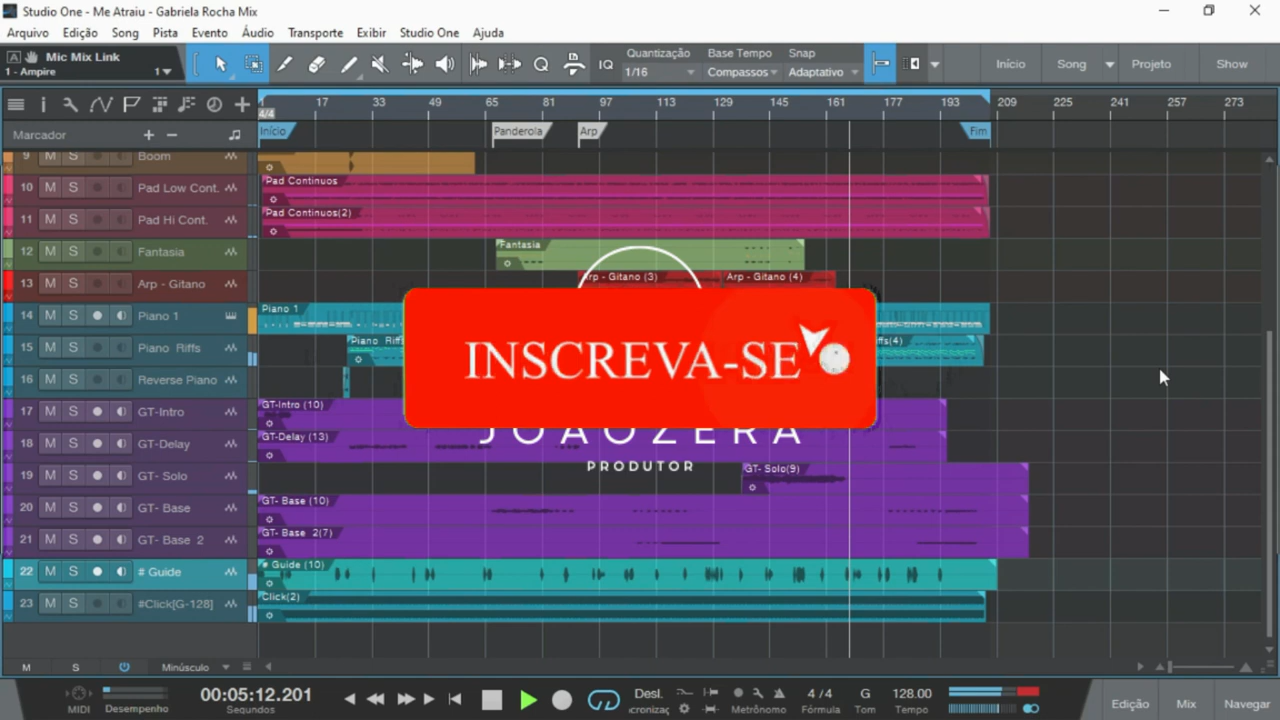 Studio One - Me Atraiu - Gabriela Rocha Mix
Arquivo Edição Song Pista Evento Áudio Transporte Exibir Studio One Ajuda
A Mic Mix Link
1 - Ampire 1
IQ
Quantização Base Tempo Snap
1/16 Compassos Adaptativo
Início Song Projeto Show
17 33 49 65 81 97 113 129 145 161 177 193 209 225 241 257 273
4/4
Marcador + −
Início Panderola Arp Fim
9 M S Boom
10 M S Pad Low Cont.
Pad Continuos
11 M S Pad Hi Cont.
Pad Continuos(2)
12 M S Fantasia
Fantasia
13 M S Arp - Gitano
Arp - Gitano (3) Arp - Gitano (4)
14 M S Piano 1
Piano 1
15 M S Piano Riffs
16 M S Reverse Piano
INSCREVA-SE
17 M S GT-Intro
GT-Intro (10)
18 M S GT-Delay
GT-Delay (13)
JOAOZERA
PRODUTOR
19 M S GT- Solo
GT- Solo(9)
20 M S GT- Base
GT- Base (10)
21 M S GT- Base 2
GT- Base 2(7)
22 M S # Guide
# Guide (10)
23 M S #Click[G-128]
Click(2)
M S Minúsculo
MIDI Desempenho
00:05:12.201
Segundos
Desl.
Metrônomo
4 / 4 G 128.00
Fórmula Tom Tempo
Edição Mix Navegar